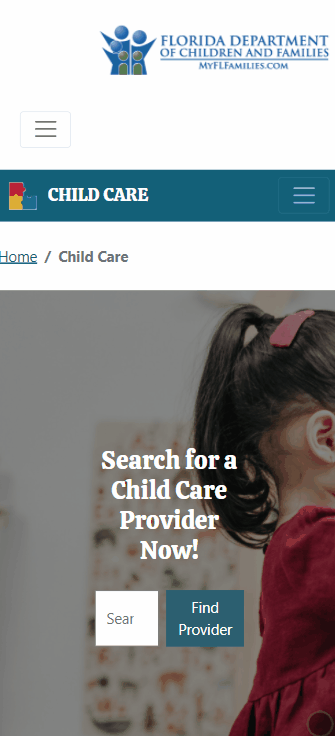 FLORIDA DEPARTMENT
OF CHILDREN AND FAMILIES
MYFLFAMILIES.COM
CHILD CARE
Home / Child Care
Search for a
Child Care
Provider
Now!
Sear
Find
Provider